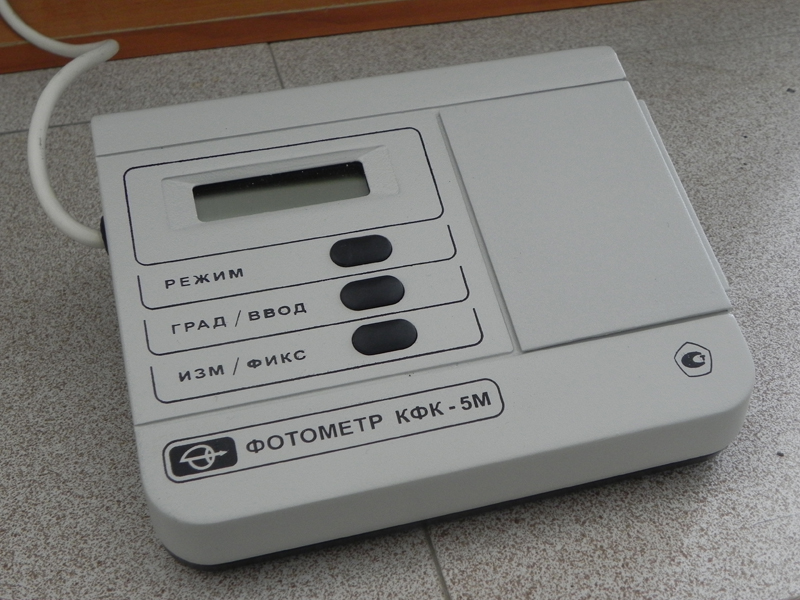 РЕЖИМ
ГРАД / ВВОД
ИЗМ / ФИКС
ФОТОМЕТР КФК - 5М